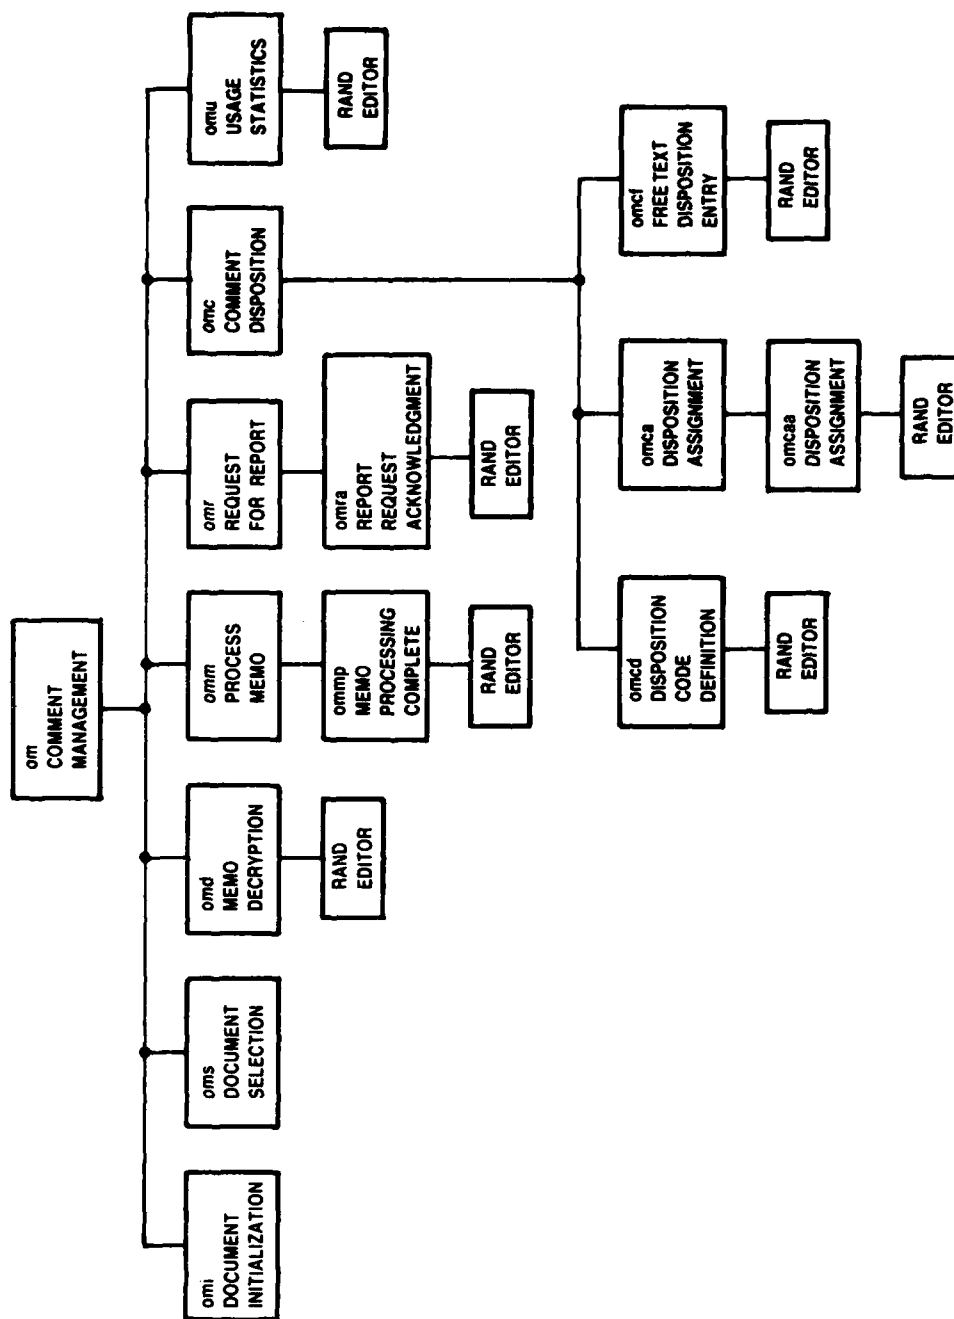 om
COMMENT
MANAGEMENT
omi
DOCUMENT
INITIALIZATION
oms
DOCUMENT
SELECTION
omd
MEMO
DECRYPTION
RAND
EDITOR
omm
PROCESS
MEMO
ommp
MEMO
PROCESSING
COMPLETE
RAND
EDITOR
omr
REQUEST
FOR REPORT
omra
REPORT
REQUEST
ACKNOWLEDGMENT
RAND
EDITOR
omc
COMMENT
DISPOSITION
omu
USAGE
STATISTICS
RAND
EDITOR
omcd
DISPOSITION
CODE
DEFINITION
RAND
EDITOR
omca
DISPOSITION
ASSIGNMENT
omcaa
DISPOSITION
ASSIGNMENT
RAND
EDITOR
omcf
FREE TEXT
DISPOSITION
ENTRY
RAND
EDITOR